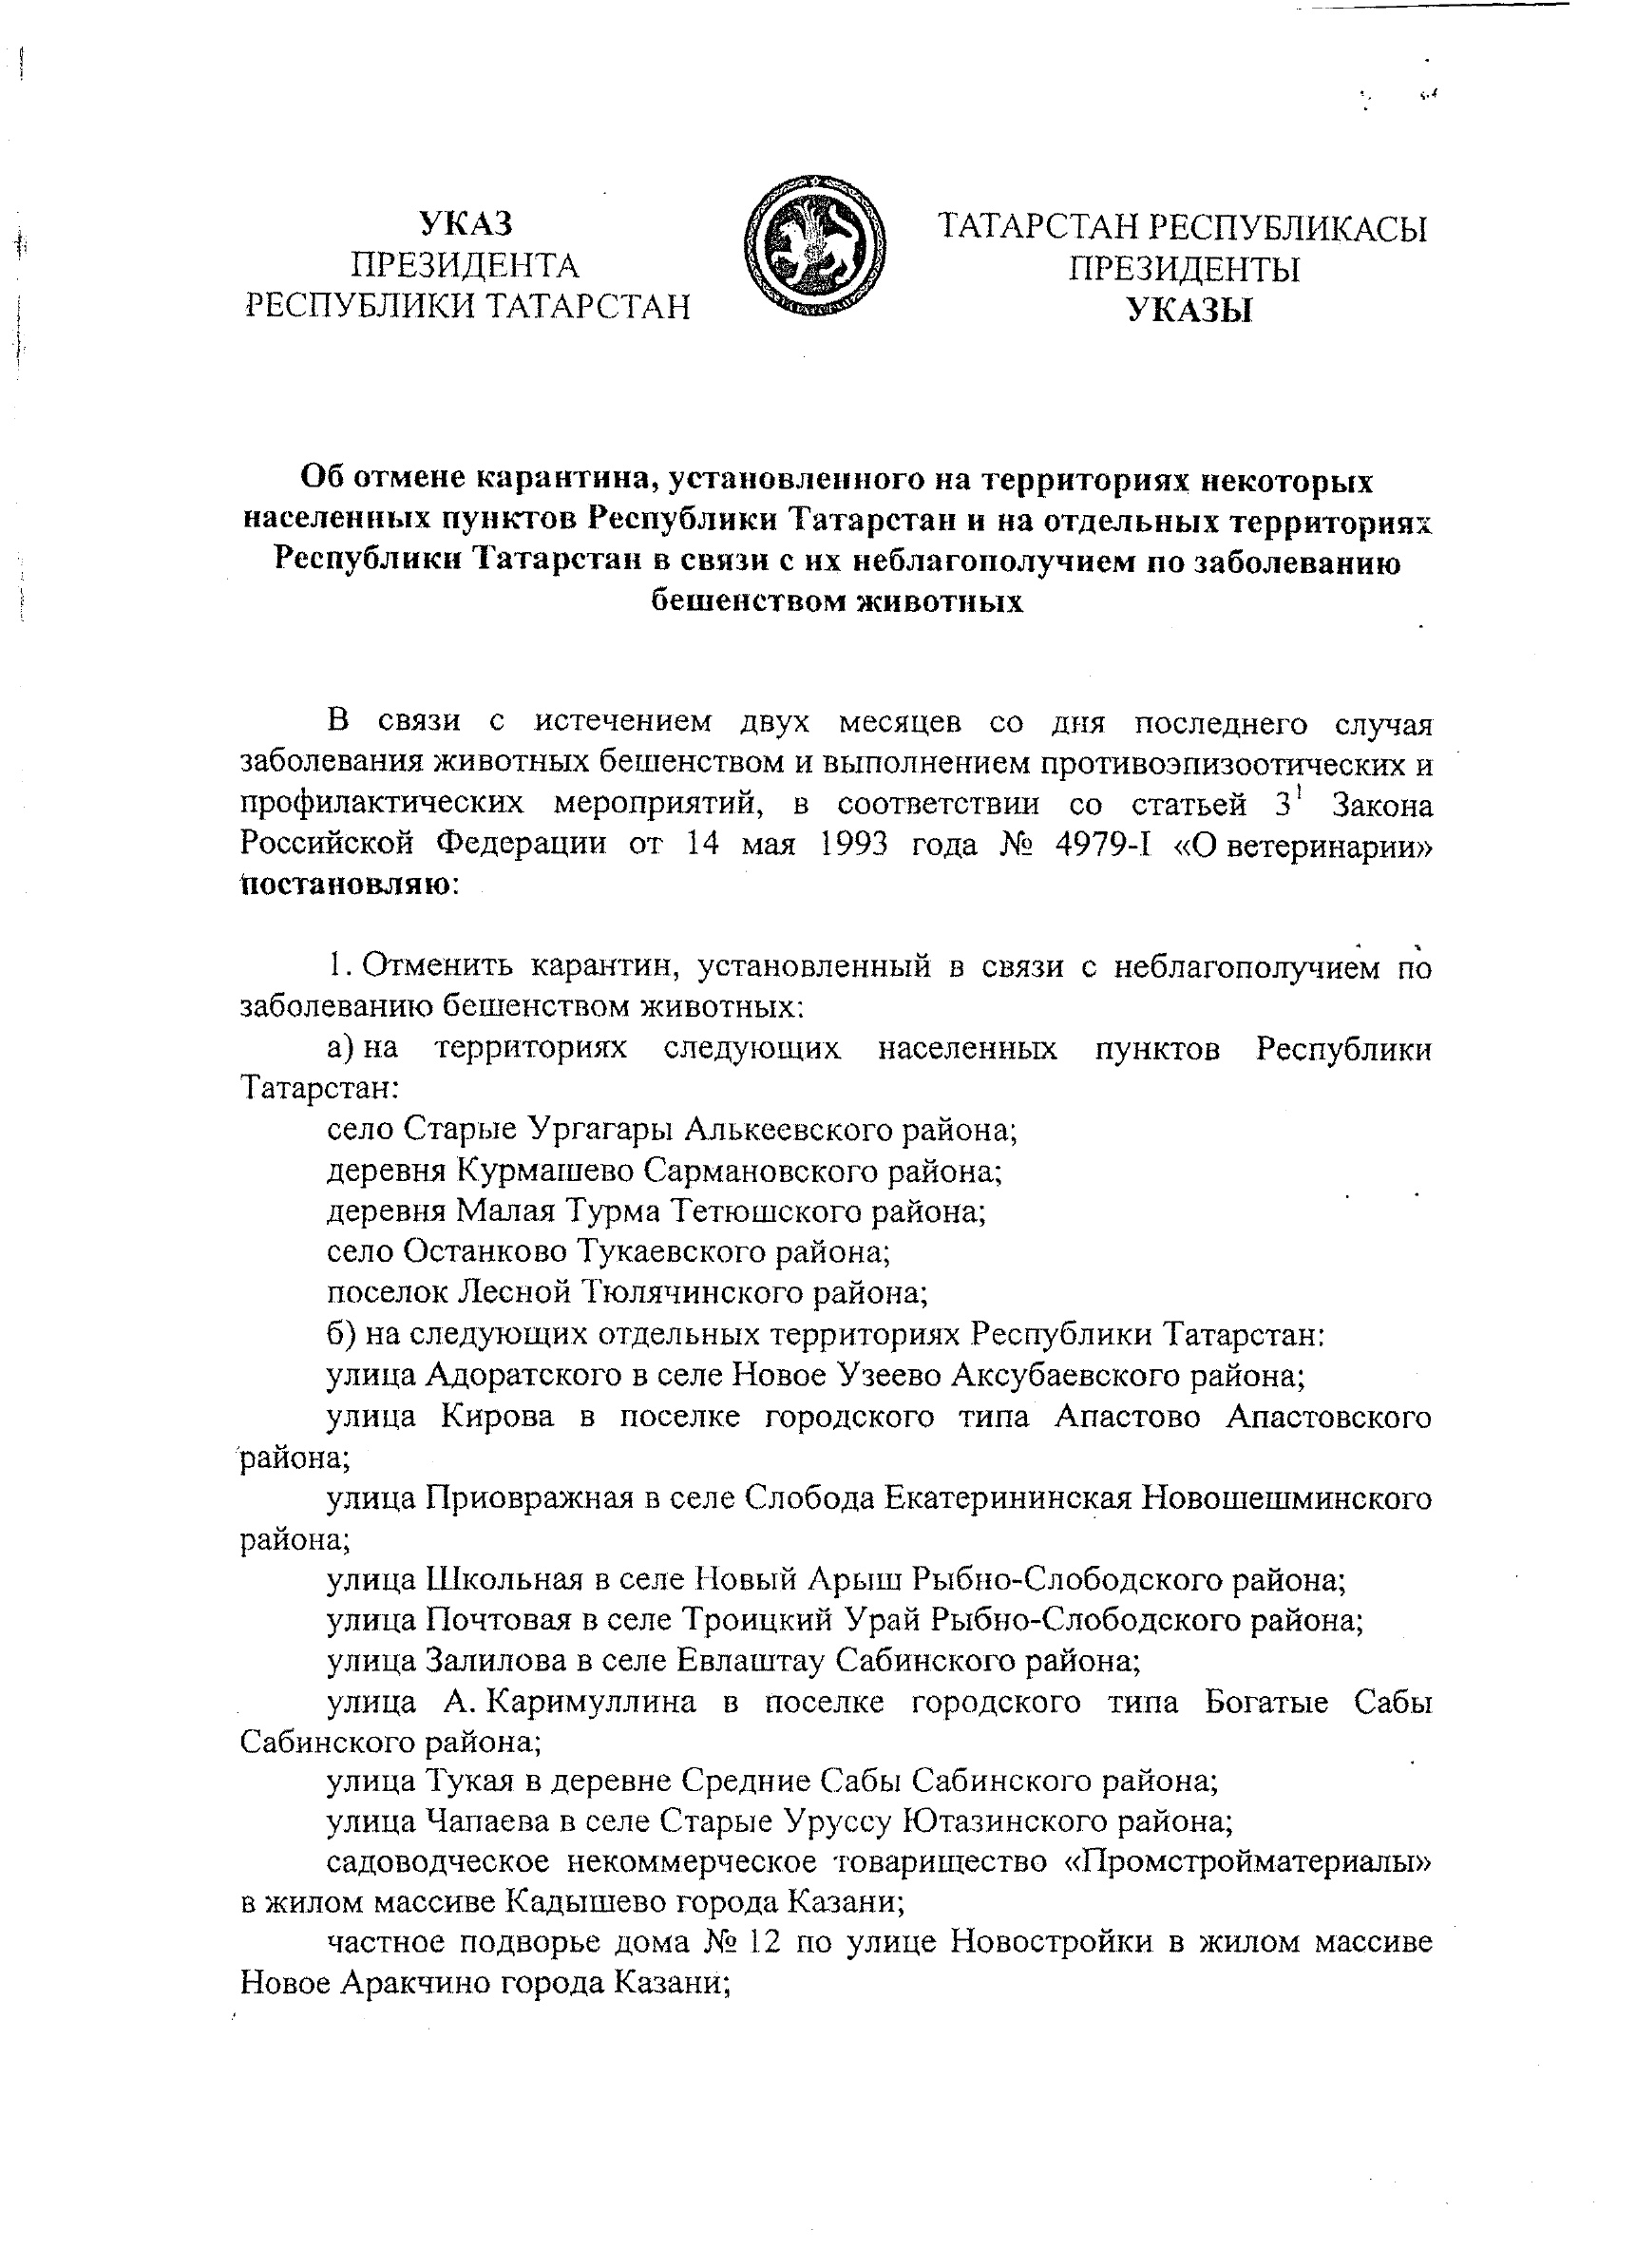 УКАЗ
ПРЕЗИДЕНТА
РЕСПУБЛИКИ ТАТАРСТАН
ТАТАРСТАН РЕСПУБЛИКАСЫ
ПРЕЗИДЕНТЫ
УКАЗЫ
Об отмене карантина, установленного на территориях некоторых
населенных пунктов Республики Татарстан и на отдельных территориях
Республики Татарстан в связи с их неблагополучием по заболеванию
бешенством животных
В связи с истечением двух месяцев со дня последнего случая
заболевания животных бешенством и выполнением противоэпизоотических и
профилактических мероприятий, в соответствии со статьей 3¹ Закона
Российской Федерации от 14 мая 1993 года № 4979-I «О ветеринарии»
постановляю:
1. Отменить карантин, установленный в связи с неблагополучием по
заболеванию бешенством животных:
а) на территориях следующих населенных пунктов Республики
Татарстан:
село Старые Ургагары Алькеевского района;
деревня Курмашево Сармановского района;
деревня Малая Турма Тетюшского района;
село Останково Тукаевского района;
поселок Лесной Тюлячинского района;
б) на следующих отдельных территориях Республики Татарстан:
улица Адоратского в селе Новое Узеево Аксубаевского района;
улица Кирова в поселке городского типа Апастово Апастовского
района;
улица Приовражная в селе Слобода Екатерининская Новошешминского
района;
улица Школьная в селе Новый Арыш Рыбно-Слободского района;
улица Почтовая в селе Троицкий Урай Рыбно-Слободского района;
улица Залилова в селе Евлаштау Сабинского района;
улица А. Каримуллина в поселке городского типа Богатые Сабы
Сабинского района;
улица Тукая в деревне Средние Сабы Сабинского района;
улица Чапаева в селе Старые Уруссу Ютазинского района;
садоводческое некоммерческое товарищество «Промстройматериалы»
в жилом массиве Кадышево города Казани;
частное подворье дома № 12 по улице Новостройки в жилом массиве
Новое Аракчино города Казани;